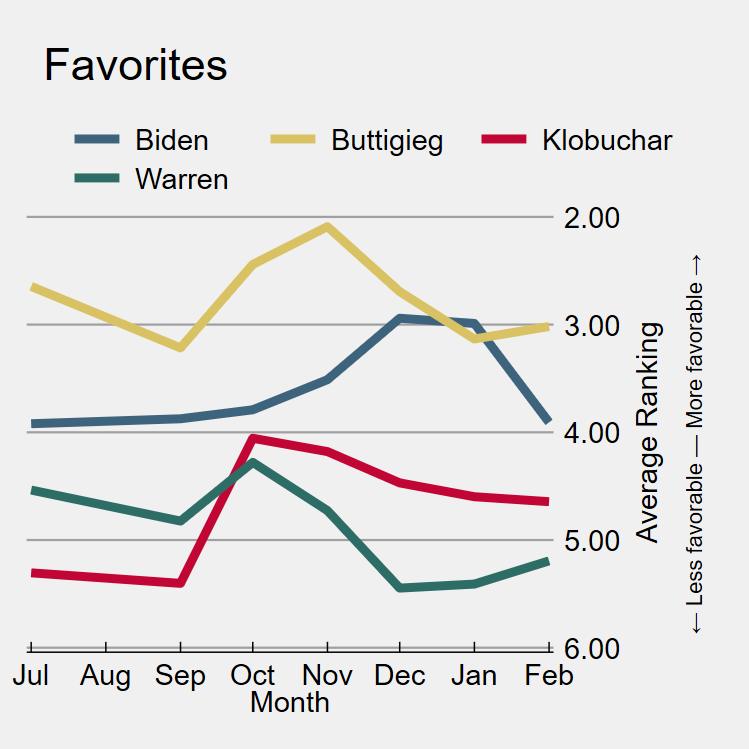 Favorites
Biden Buttigieg Klobuchar
Warren
2.00
3.00
4.00
5.00
6.00
Average Ranking
← Less favorable — More favorable →
Jul Aug Sep Oct Nov Dec Jan Feb
Month